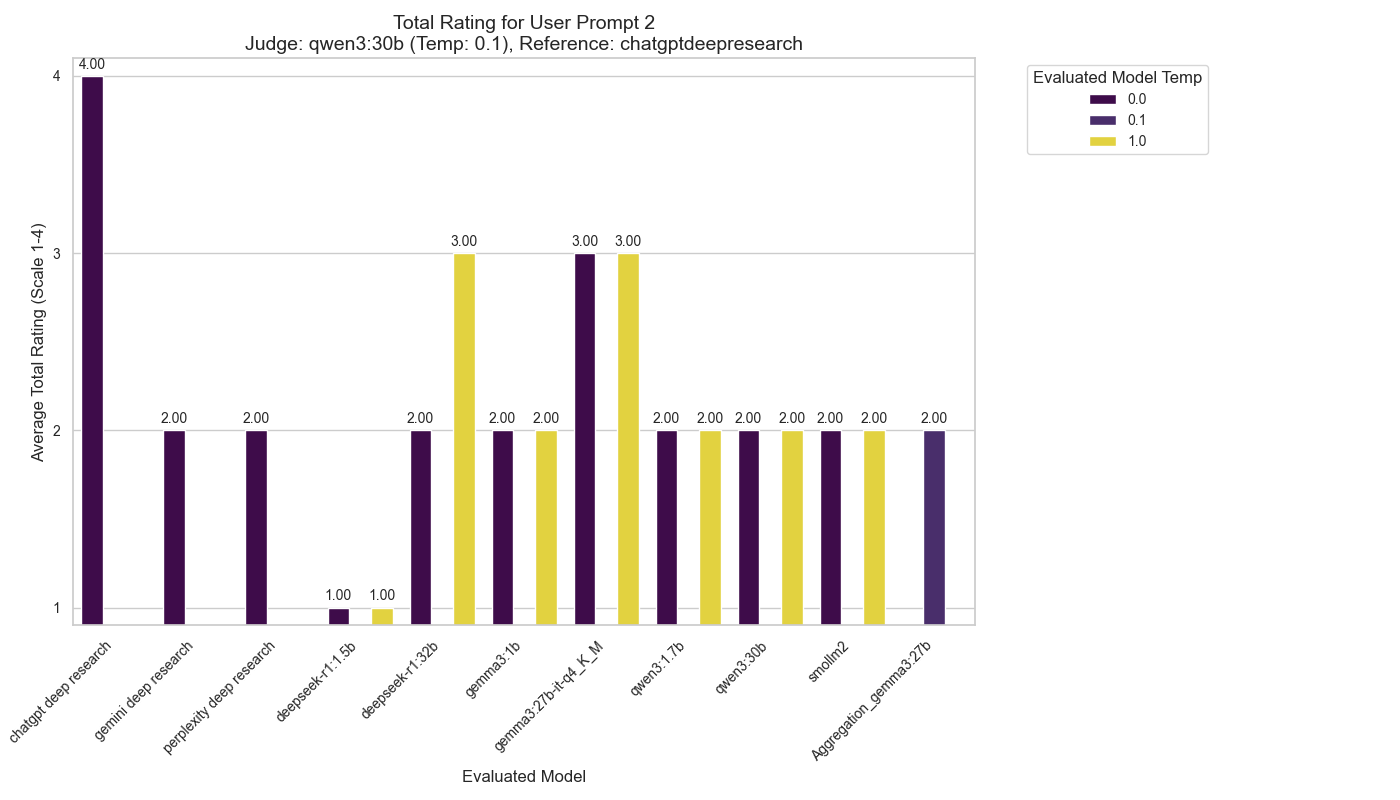 Total Rating for User Prompt 2
Judge: qwen3:30b (Temp: 0.1), Reference: chatgptdeepresearch
Evaluated Model Temp
0.0
0.1
1.0
Average Total Rating (Scale 1-4)
4
3
2
1
4.00
2.00
2.00
1.00
1.00
2.00
3.00
2.00
2.00
3.00
3.00
2.00
2.00
2.00
2.00
2.00
2.00
2.00
chatgpt deep research
gemini deep research
perplexity deep research
deepseek-r1:1.5b
deepseek-r1:32b
gemma3:1b
gemma3:27b-it-q4_K_M
qwen3:1.7b
qwen3:30b
smollm2
Aggregation_gemma3:27b
Evaluated Model